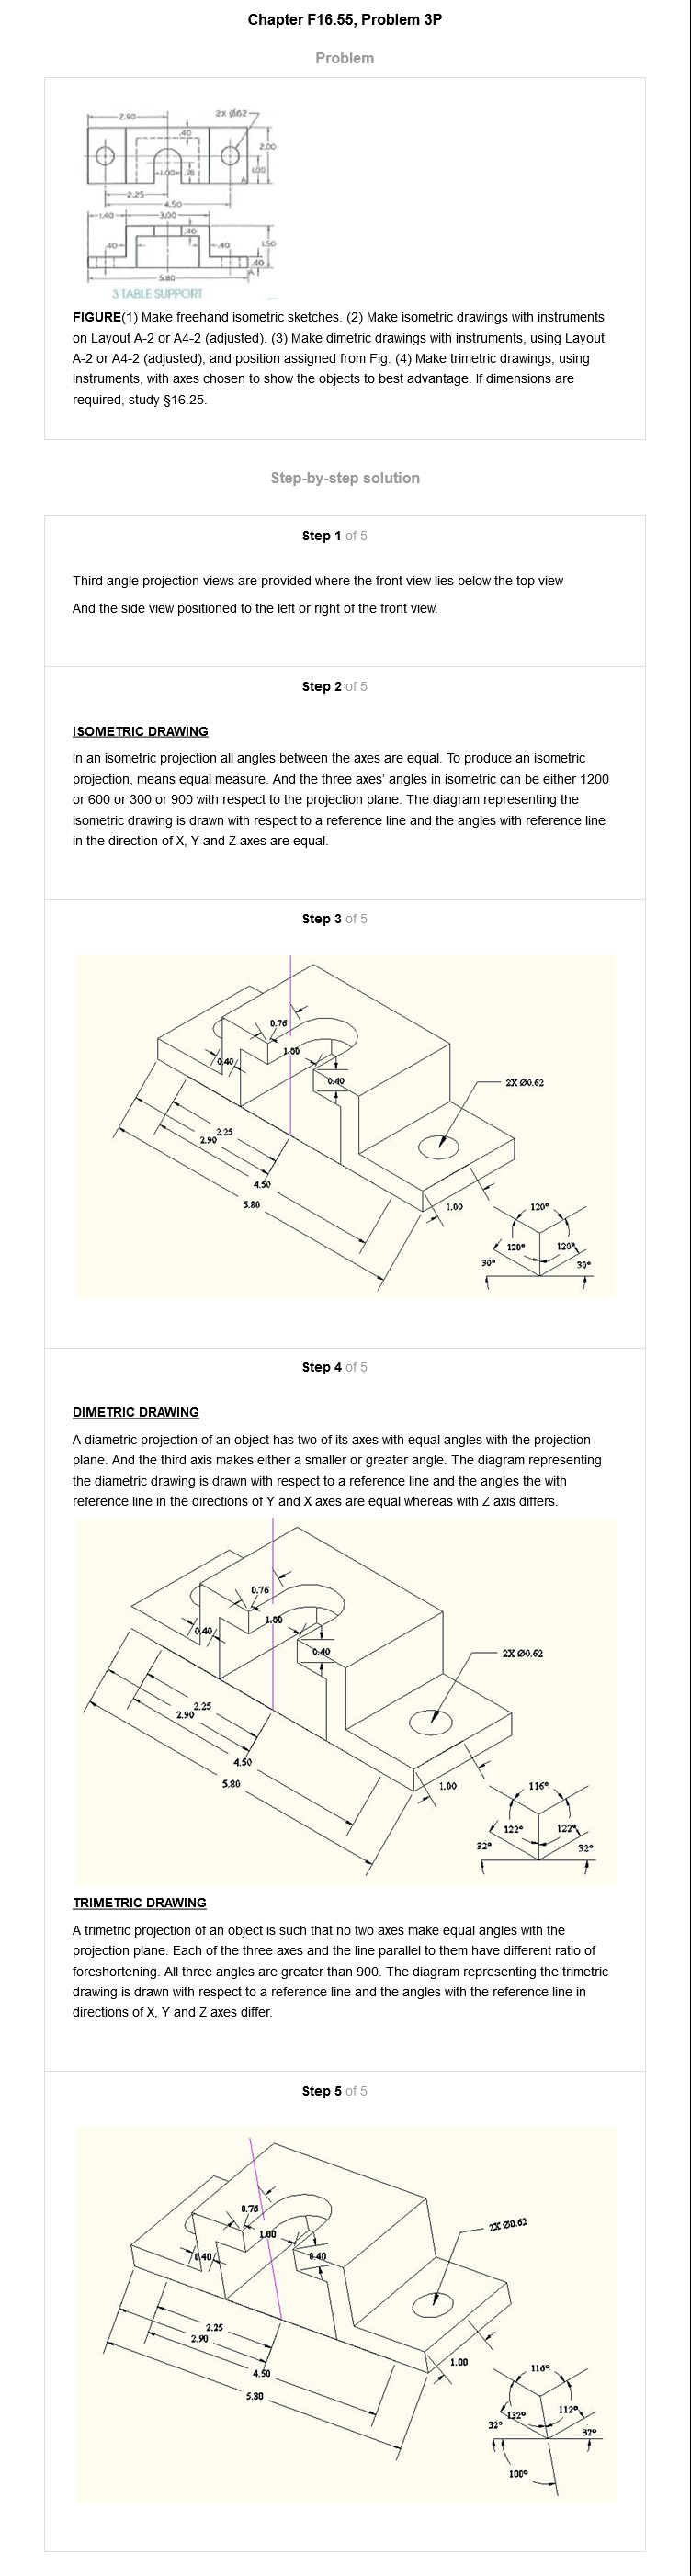 Chapter F16.55, Problem 3P
Problem
2.90
2X Ø.62
.40
2.00
1.00
1.00
.76
A
2.25
4.50
1.40
3.00
.40
.40
.40
1.50
.40
A
5.80
3 TABLE SUPPORT
FIGURE(1) Make freehand isometric sketches. (2) Make isometric drawings with instruments
on Layout A-2 or A4-2 (adjusted). (3) Make dimetric drawings with instruments, using Layout
A-2 or A4-2 (adjusted), and position assigned from Fig. (4) Make trimetric drawings, using
instruments, with axes chosen to show the objects to best advantage. If dimensions are
required, study §16.25.
Step-by-step solution
Step 1 of 5
Third angle projection views are provided where the front view lies below the top view
And the side view positioned to the left or right of the front view.
Step 2 of 5
ISOMETRIC DRAWING
In an isometric projection all angles between the axes are equal. To produce an isometric
projection, means equal measure. And the three axes' angles in isometric can be either 1200
or 600 or 300 or 900 with respect to the projection plane. The diagram representing the
isometric drawing is drawn with respect to a reference line and the angles with reference line
in the direction of X, Y and Z axes are equal.
Step 3 of 5
0.76
1.00
0.40
0.40
2X Ø0.62
2.25
2.90
4.50
5.80
1.00
120°
120°
120°
30°
30°
Step 4 of 5
DIMETRIC DRAWING
A diametric projection of an object has two of its axes with equal angles with the projection
plane. And the third axis makes either a smaller or greater angle. The diagram representing
the diametric drawing is drawn with respect to a reference line and the angles the with
reference line in the directions of Y and X axes are equal whereas with Z axis differs.
0.76
1.00
0.40
0.40
2X Ø0.62
2.25
2.90
4.50
5.80
1.00
116°
122°
122°
32°
32°
TRIMETRIC DRAWING
A trimetric projection of an object is such that no two axes make equal angles with the
projection plane. Each of the three axes and the line parallel to them have different ratio of
foreshortening. All three angles are greater than 900. The diagram representing the trimetric
drawing is drawn with respect to a reference line and the angles with the reference line in
directions of X, Y and Z axes differ.
Step 5 of 5
0.76
1.00
0.40
0.40
2X Ø0.62
2.25
2.90
4.50
5.80
1.00
116°
132°
112°
32°
32°
100°